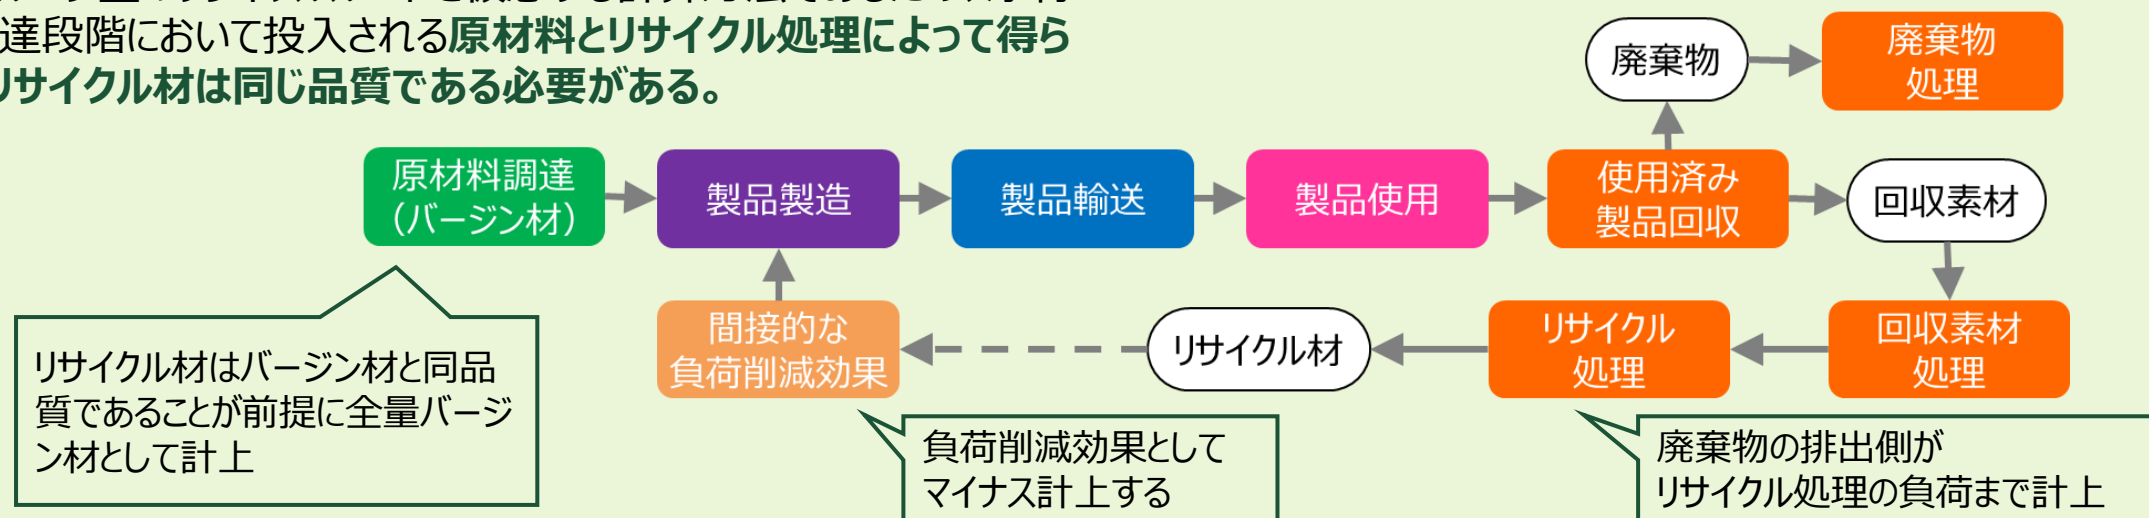 達段階において投入される原材料とリサイクル処理によって得ら
リサイクル材は同じ品質である必要がある。
廃棄物
廃棄物
処理
原材料調達
（バージン材）
製品製造
製品輸送
製品使用
使用済み
製品回収
回収素材
間接的な
負荷削減効果
リサイクル材
リサイクル
処理
回収素材
処理
リサイクル材はバージン材と同品
質であることが前提に全量バージ
ン材として計上
負荷削減効果として
マイナス計上する
廃棄物の排出側が
リサイクル処理の負荷まで計上